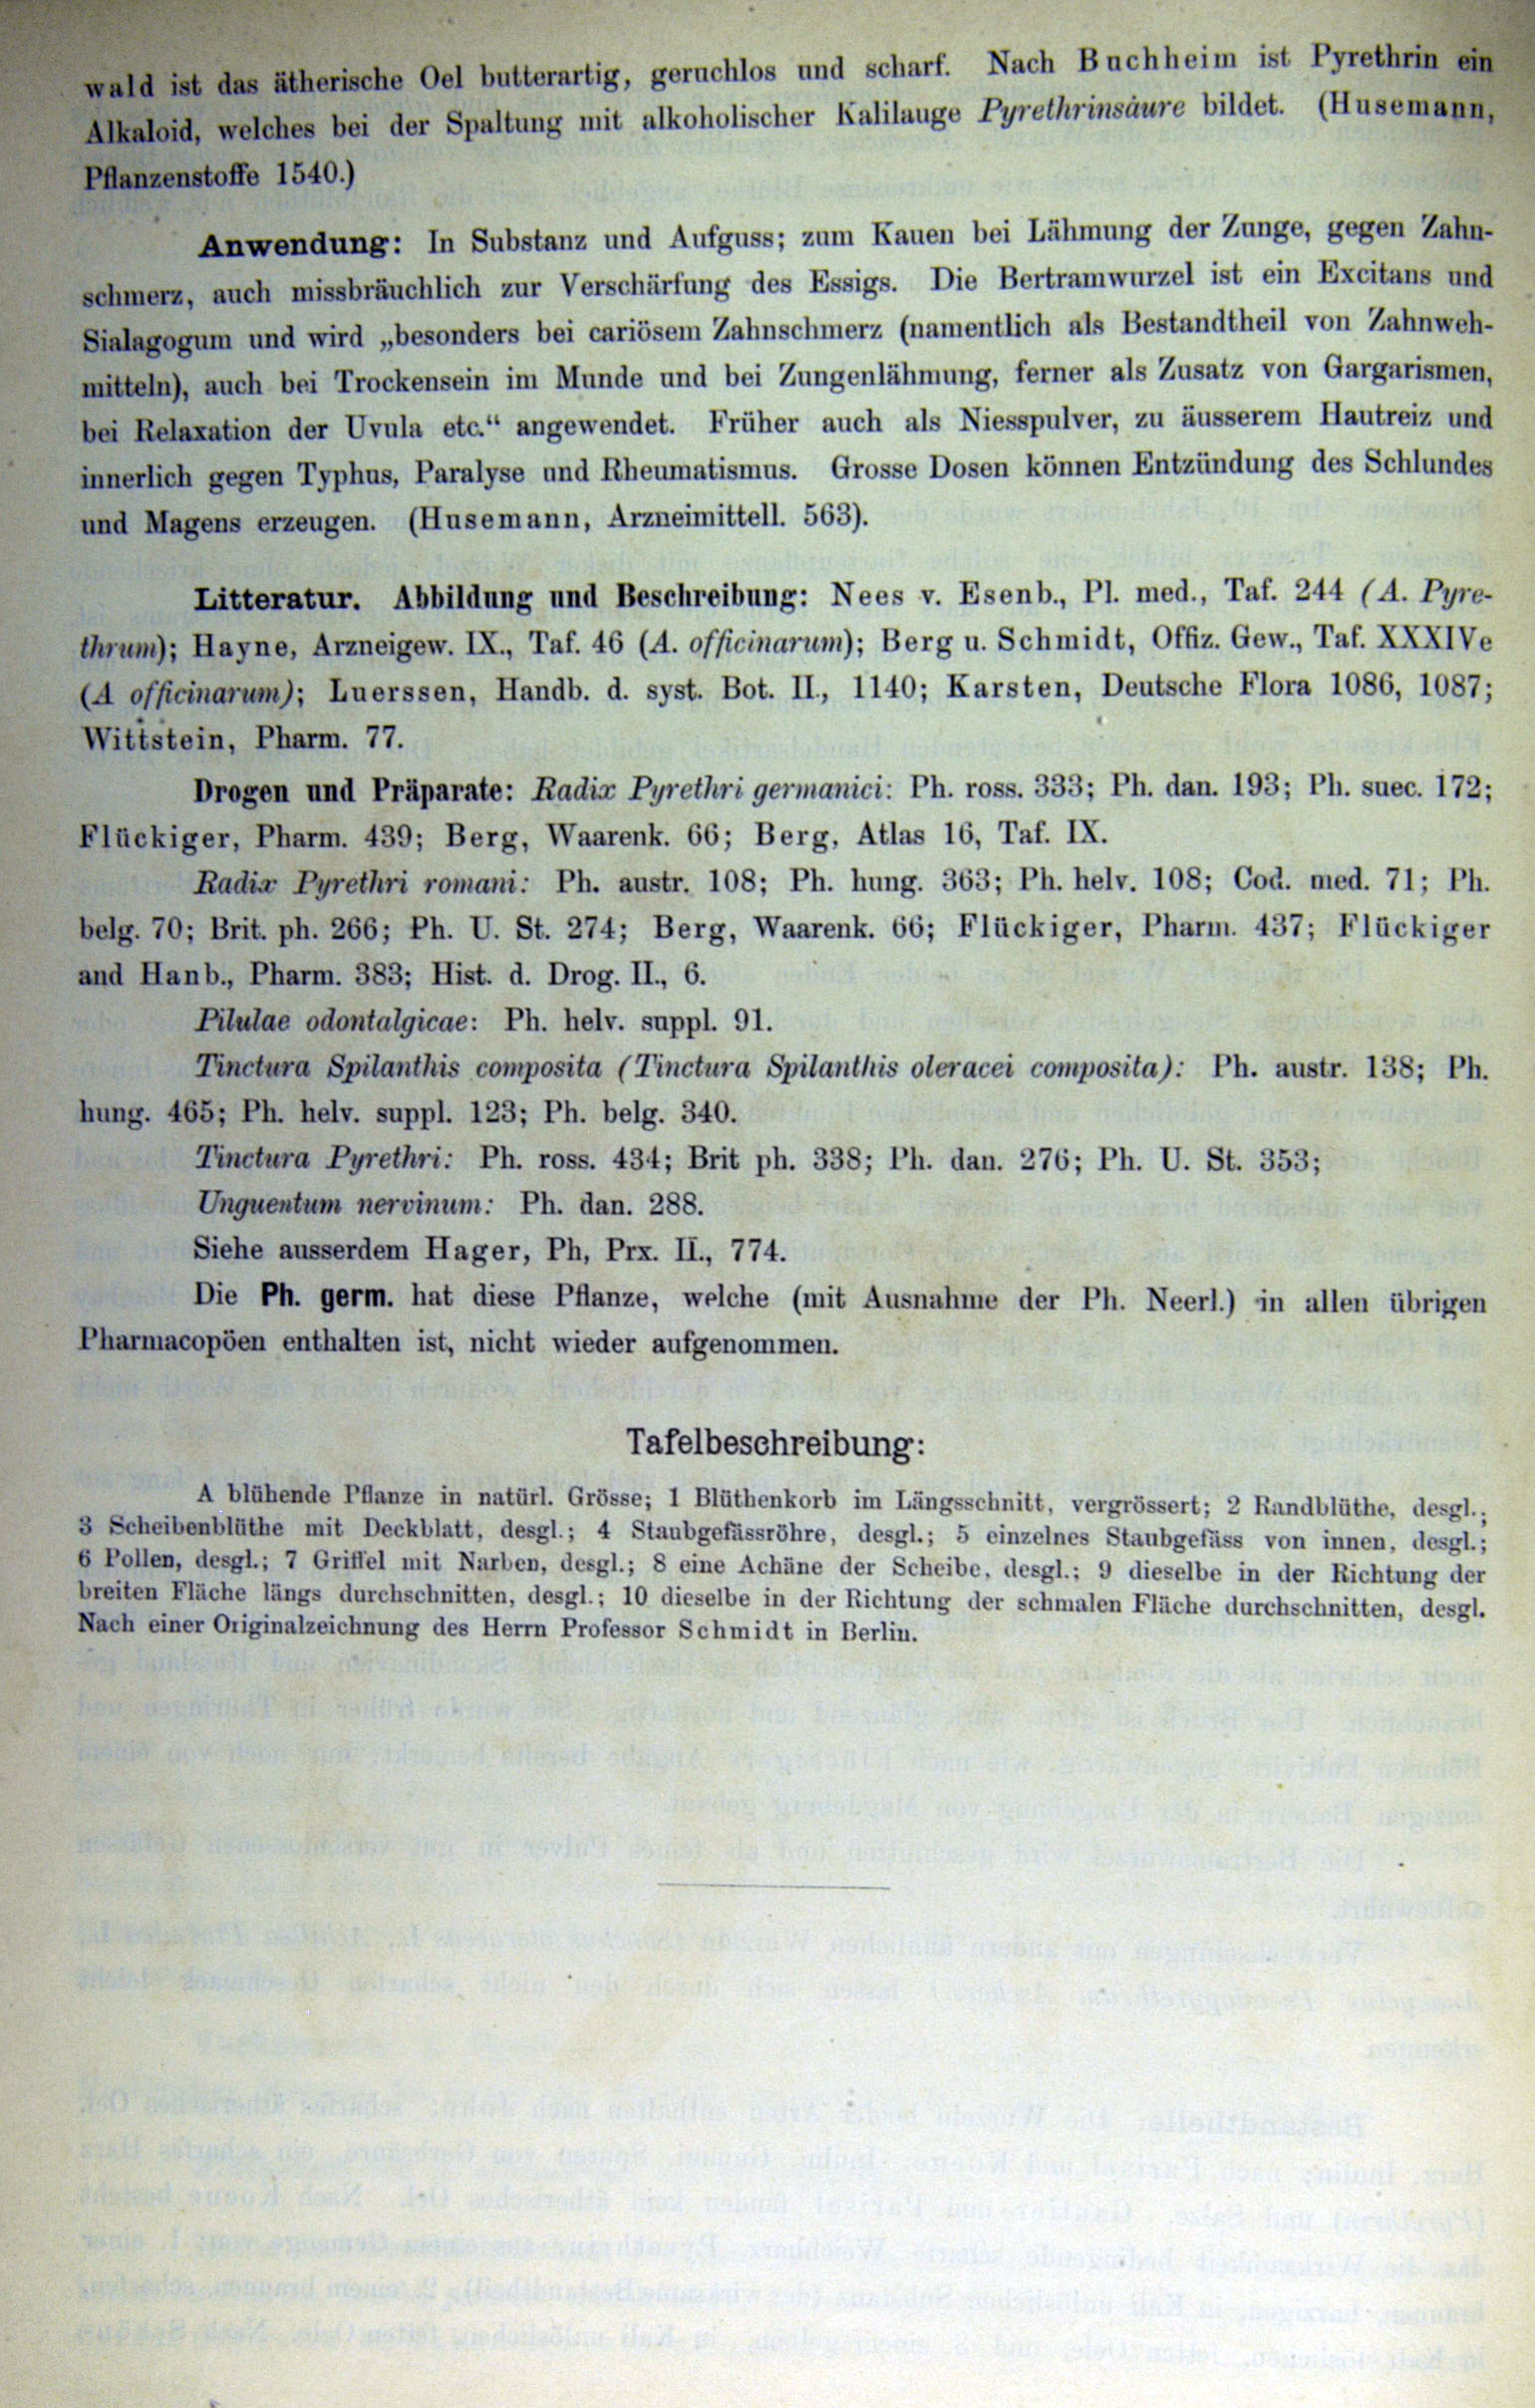 wald ist das ätherische Oel butterartig, geruchlos und scharf. Nach Buchheim ist Pyrethrin ein
Alkaloid, welches bei der Spaltung mit alkoholischer Kalilauge Pyrethrinsäure bildet. (Husemann,
Pflanzenstoffe 1540.)
Anwendung: In Substanz und Aufguss; zum Kauen bei Lähmung der Zunge, gegen Zahn-
schmerz, auch missbräuchlich zur Verschärfung des Essigs. Die Bertramwurzel ist ein Excitans und
Sialagogum und wird „besonders bei cariösem Zahnschmerz (namentlich als Bestandtheil von Zahnweh-
mitteln), auch bei Trockensein im Munde und bei Zungenlähmung, ferner als Zusatz von Gargarismen,
bei Relaxation der Uvula etc.“ angewendet. Früher auch als Niesspulver, zu äusserem Hautreiz und
innerlich gegen Typhus, Paralyse und Rheumatismus. Grosse Dosen können Entzündung des Schlundes
und Magens erzeugen. (Husemann, Arzneimittell. 563).
Litteratur. Abbildung und Beschreibung: Nees v. Esenb., Pl. med., Taf. 244 (A. Pyre-
thrum); Hayne, Arzneigew. IX., Taf. 46 (A. officinarum); Berg u. Schmidt, Offiz. Gew., Taf. XXXIVe
(A officinarum); Luerssen, Handb. d. syst. Bot. II., 1140; Karsten, Deutsche Flora 1086, 1087;
Wittstein, Pharm. 77.
Drogen und Präparate: Radix Pyrethri germanici: Ph. ross. 333; Ph. dan. 193; Ph. suec. 172;
Flückiger, Pharm. 439; Berg, Waarenk. 66; Berg, Atlas 16, Taf. IX.
Radix Pyrethri romani: Ph. austr. 108; Ph. hung. 363; Ph. helv. 108; Cod. med. 71; Ph.
belg. 70; Brit. ph. 266; Ph. U. St. 274; Berg, Waarenk. 66; Flückiger, Pharm. 437; Flückiger
and Hanb., Pharm. 383; Hist. d. Drog. II., 6.
Pilulae odontalgicae: Ph. helv. suppl. 91.
Tinctura Spilanthis composita (Tinctura Spilanthis oleracei composita): Ph. austr. 138; Ph.
hung. 465; Ph. helv. suppl. 123; Ph. belg. 340.
Tinctura Pyrethri: Ph. ross. 434; Brit ph. 338; Ph. dan. 276; Ph. U. St. 353;
Unguentum nervinum: Ph. dan. 288.
Siehe ausserdem Hager, Ph, Prx. II., 774.
Die Ph. germ. hat diese Pflanze, welche (mit Ausnahme der Ph. Neerl.) in allen übrigen
Pharmacopöen enthalten ist, nicht wieder aufgenommen.
Tafelbeschreibung:
A blühende Pflanze in natürl. Grösse; 1 Blüthenkorb im Längsschnitt, vergrössert; 2 Randblüthe, desgl.;
3 Scheibenblüthe mit Deckblatt, desgl.; 4 Staubgefässröhre, desgl.; 5 einzelnes Staubgefäss von innen, desgl.;
6 Pollen, desgl.; 7 Griffel mit Narben, desgl.; 8 eine Achäne der Scheibe, desgl.; 9 dieselbe in der Richtung der
breiten Fläche längs durchschnitten, desgl.; 10 dieselbe in der Richtung der schmalen Fläche durchschnitten, desgl.
Nach einer Originalzeichnung des Herrn Professor Schmidt in Berlin.